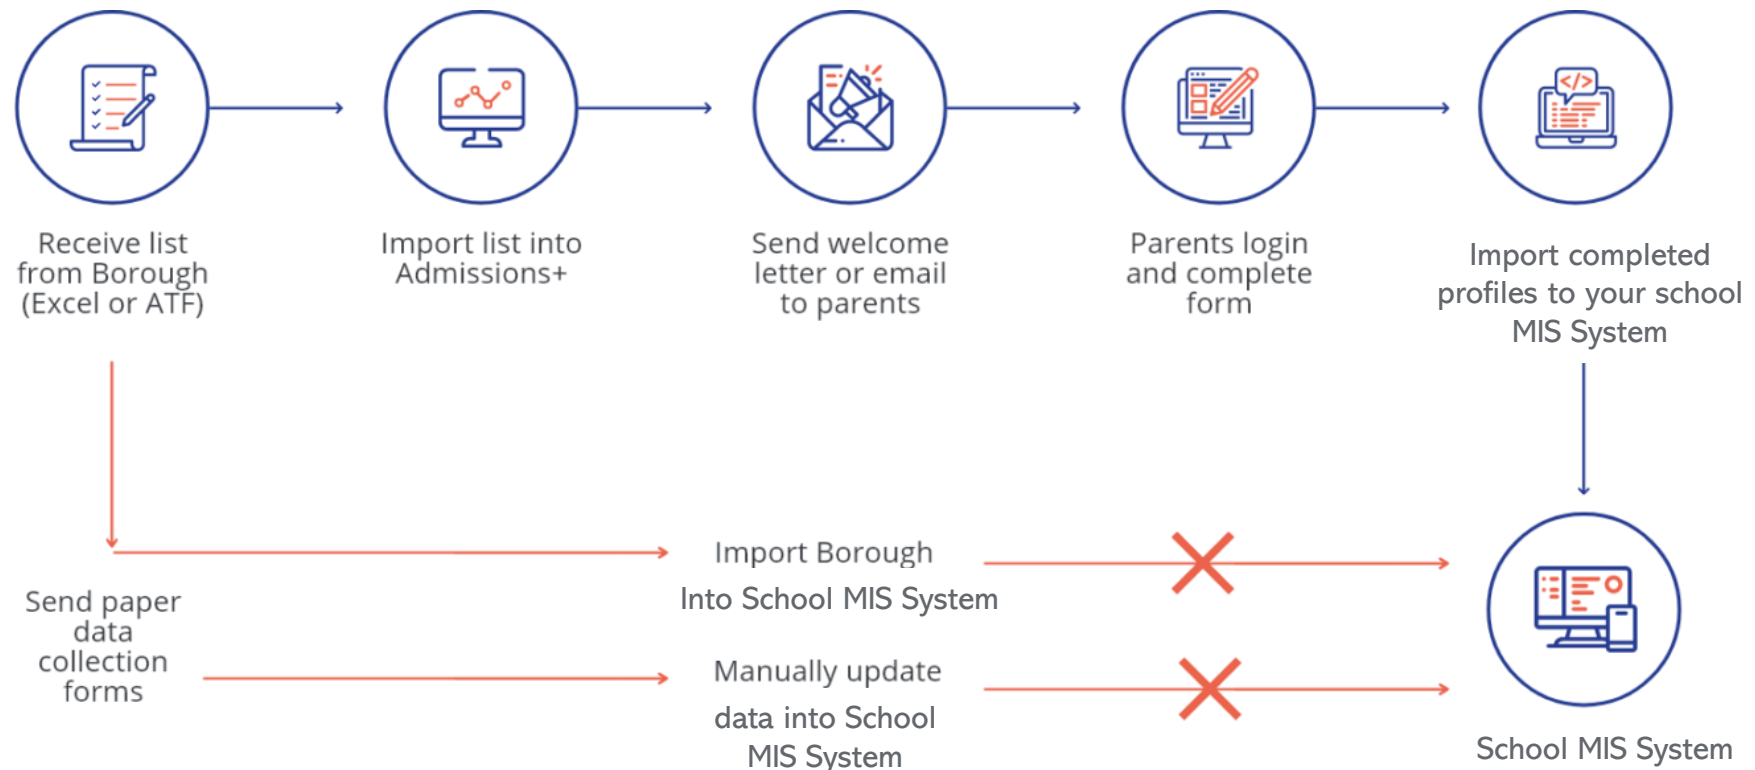 Receive list
from Borough
(Excel or ATF)
Import list into
Admissions+
Send welcome
letter or email
to parents
Parents login
and complete
form
Import completed
profiles to your school
MIS System
Send paper
data
collection
forms
Import Borough
Into School MIS System
Manually update
data into School
MIS System
School MIS System